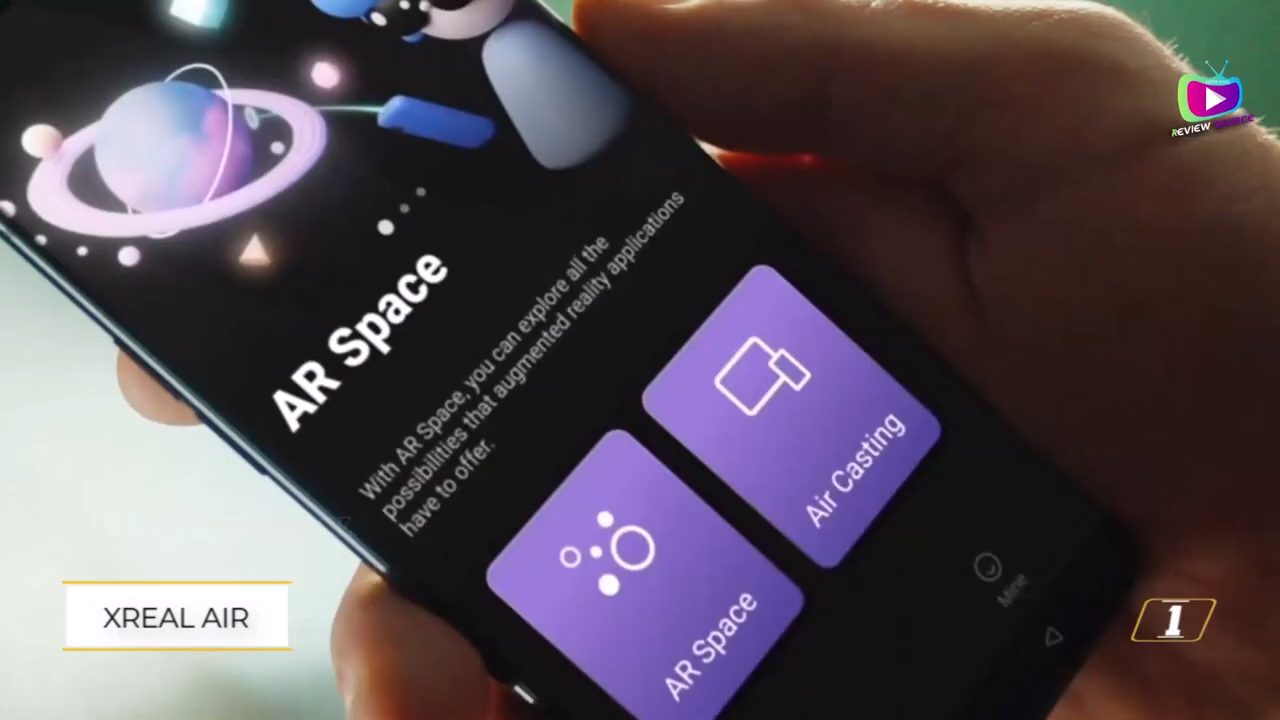 REVIEW GARAGE
AR Space
With AR Space, you can explore all the
possibilities that augmented reality applications
have to offer.
Air Casting
AR Space
Mine
XREAL AIR
1